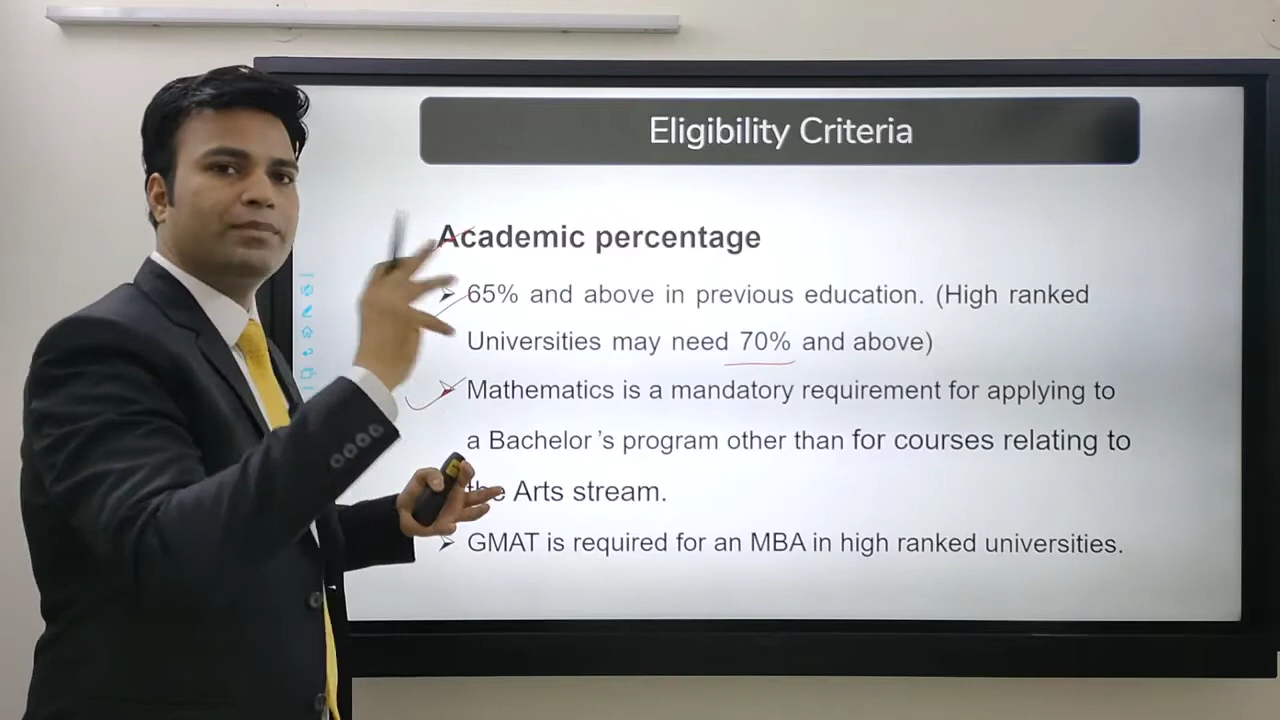 Eligibility Criteria
Academic percentage
65% and above in previous education. (High ranked
Universities may need 70% and above)
Mathematics is a mandatory requirement for applying to
a Bachelor's program other than for courses relating to
the Arts stream.
GMAT is required for an MBA in high ranked universities.